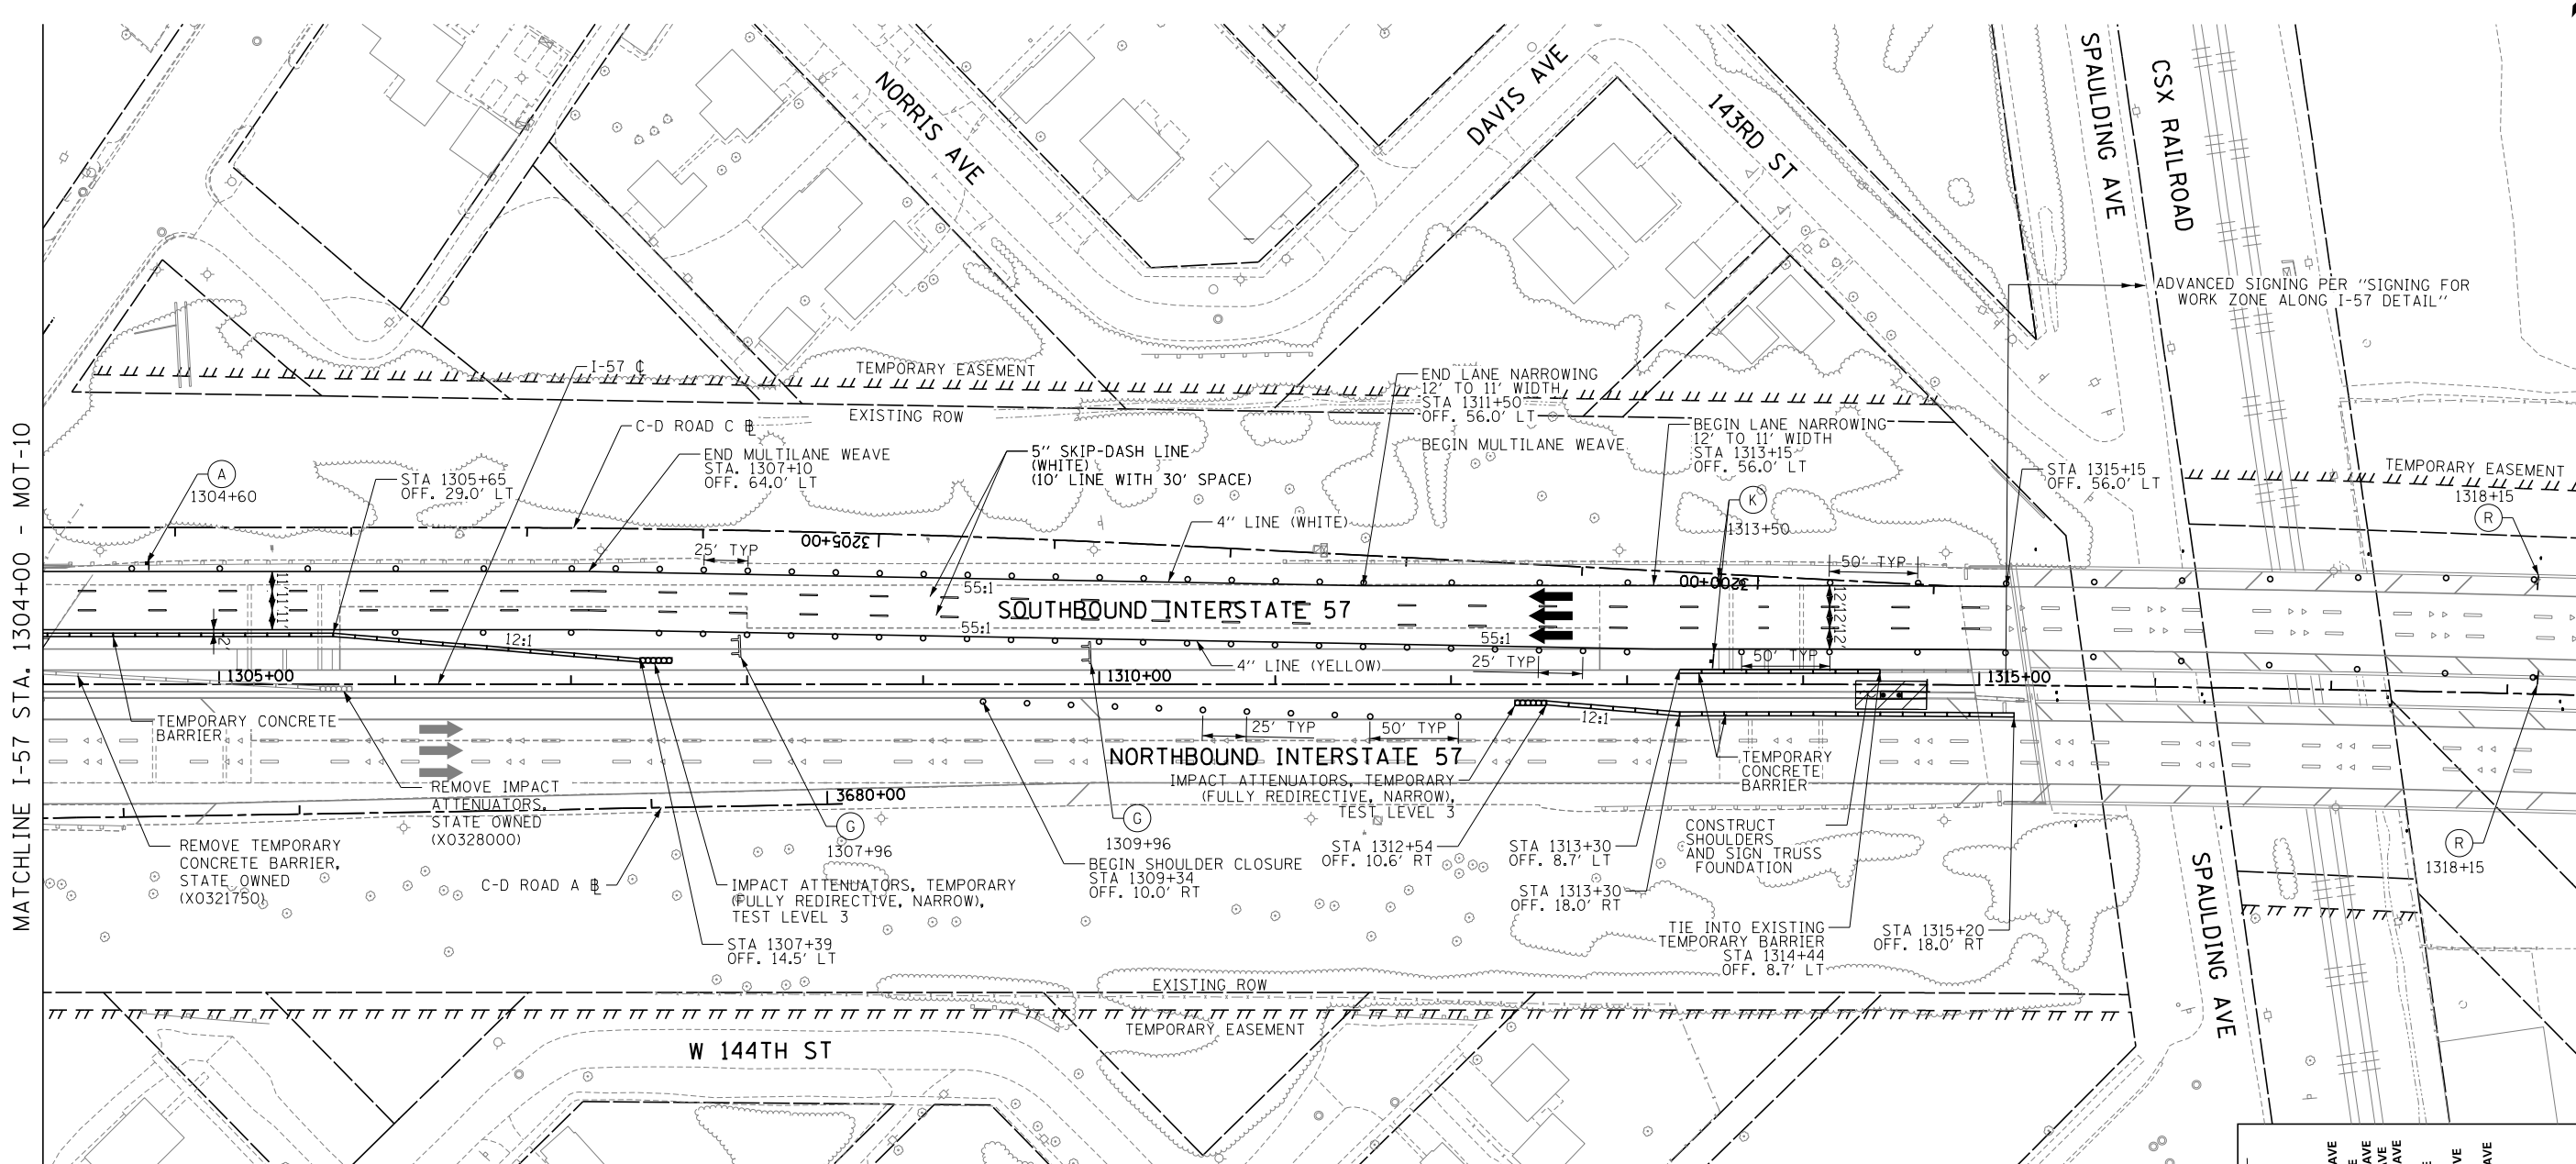 MATCHLINE I-57 STA. 1304+00 - MOT-10
NORRIS AVE
DAVIS AVE
143RD ST
SPAULDING AVE
CSX RAILROAD
ADVANCED SIGNING PER "SIGNING FOR
WORK ZONE ALONG I-57 DETAIL"
TEMPORARY EASEMENT
EXISTING ROW
I-57 ℄
C-D ROAD C
END MULTILANE WEAVE
STA. 1307+10
OFF. 64.0' LT
A
1304+60
STA 1305+65
OFF. 29.0' LT
5" SKIP-DASH LINE
(WHITE)
(10' LINE WITH 30' SPACE)
4" LINE (WHITE)
END LANE NARROWING
12' TO 11' WIDTH
STA 1311+50
OFF. 56.0' LT
BEGIN MULTILANE WEAVE
BEGIN LANE NARROWING
12' TO 11' WIDTH
STA 1313+15
OFF. 56.0' LT
K
1313+50
STA 1315+15
OFF. 56.0' LT
TEMPORARY EASEMENT
1318+15
R
25' TYP
3205+00
3200+00
50' TYP
55:1
SOUTHBOUND INTERSTATE 57
11' 11' 11'
12' 12' 12'
2'
12:1
55:1
55:1
4" LINE (YELLOW)
25' TYP
50' TYP
1305+00
1310+00
1315+00
TEMPORARY CONCRETE
BARRIER
25' TYP
50' TYP
12:1
NORTHBOUND INTERSTATE 57
REMOVE IMPACT
ATTENUATORS,
STATE OWNED
(X0328000)
3680+00
IMPACT ATTENUATORS, TEMPORARY
(FULLY REDIRECTIVE, NARROW),
TEST LEVEL 3
TEMPORARY
CONCRETE
BARRIER
REMOVE TEMPORARY
CONCRETE BARRIER,
STATE OWNED
(X0321750)
C-D ROAD A
G
1307+96
G
1309+96
BEGIN SHOULDER CLOSURE
STA 1309+34
OFF. 10.0' RT
STA 1312+54
OFF. 10.6' RT
STA 1313+30
OFF. 8.7' LT
STA 1313+30
OFF. 18.0' RT
CONSTRUCT
SHOULDERS
AND SIGN TRUSS
FOUNDATION
R
1318+15
IMPACT ATTENUATORS, TEMPORARY
(FULLY REDIRECTIVE, NARROW),
TEST LEVEL 3
STA 1307+39
OFF. 14.5' LT
TIE INTO EXISTING
TEMPORARY BARRIER
STA 1314+44
OFF. 8.7' LT
STA 1315+20
OFF. 18.0' RT
SPAULDING AVE
EXISTING ROW
TEMPORARY EASEMENT
W 144TH ST
AVE
AVE
AVE
AVE